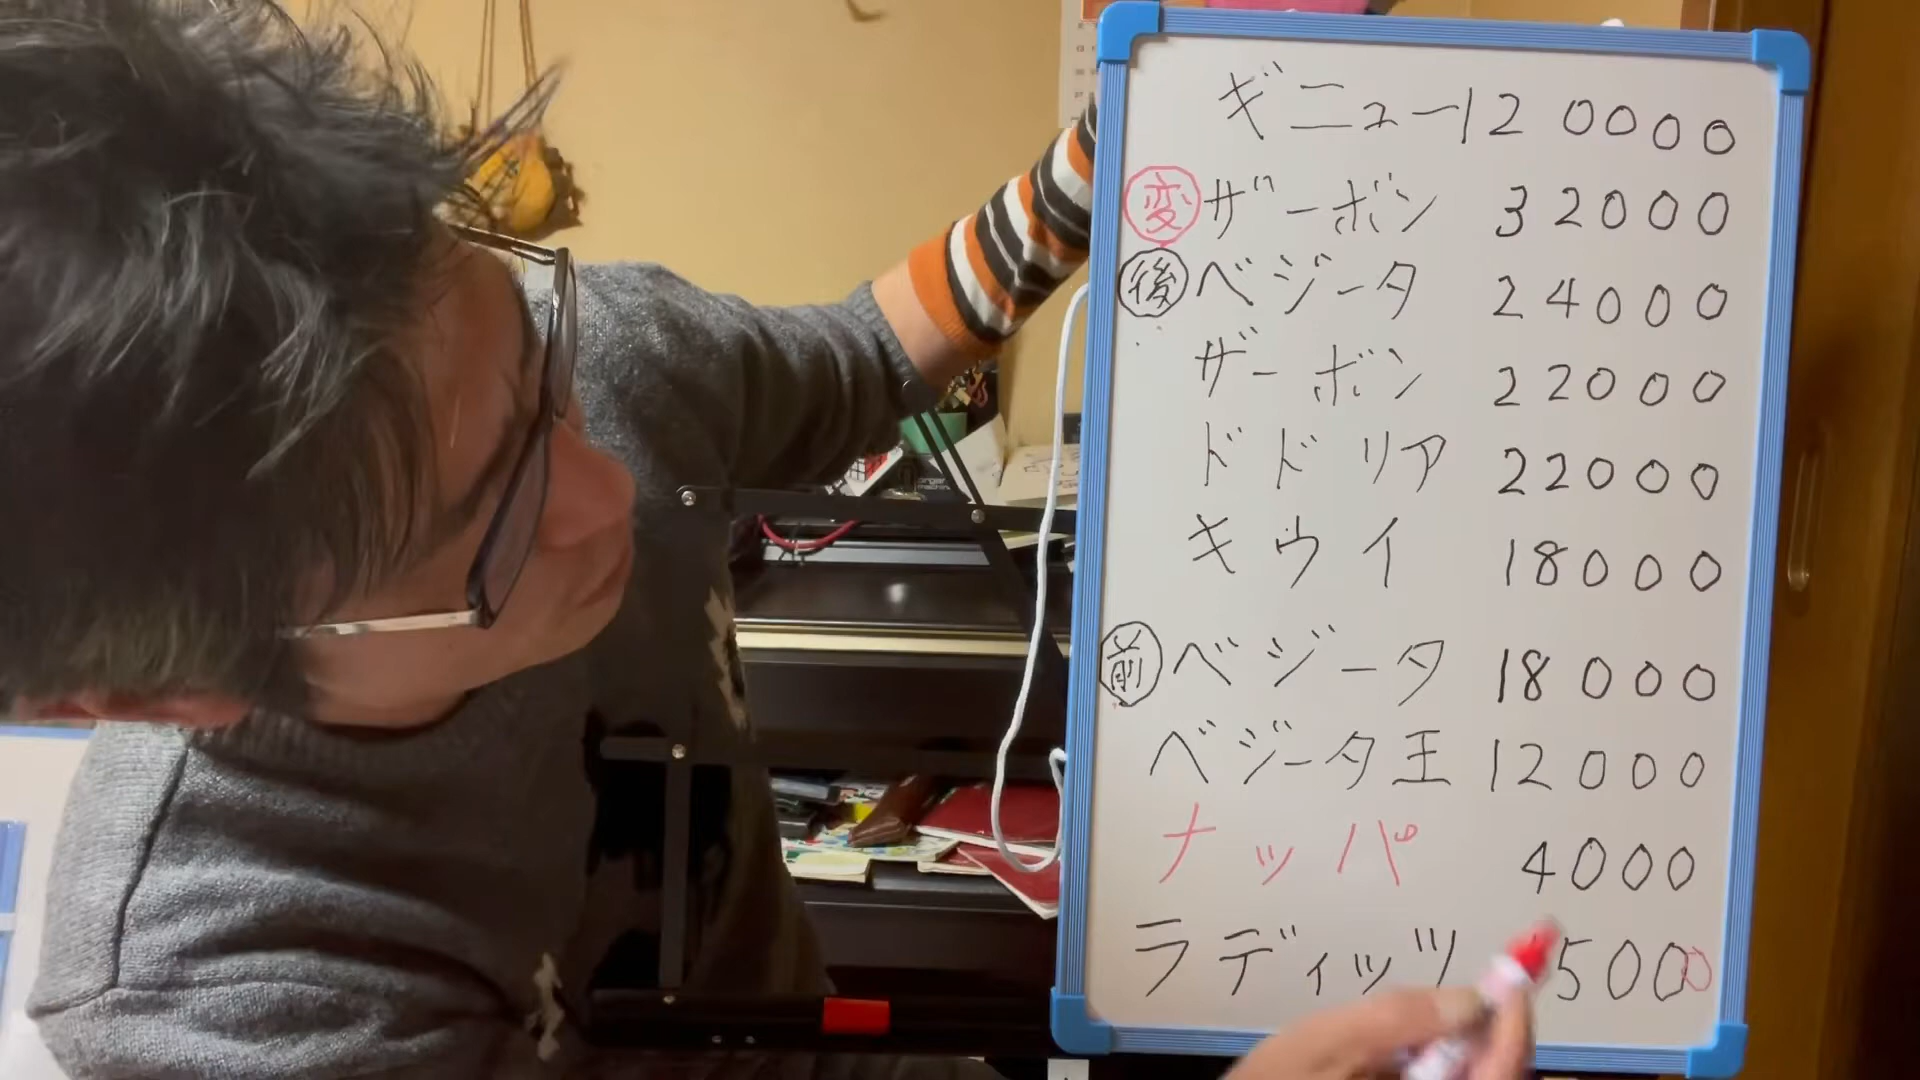 ギニュー 120000
変 ザーボン 32000
後 ベジータ 24000
ザーボン 22000
ドドリア 22000
キウイ 18000
前 ベジータ 18000
ベジータ王 12000
ナッパ 4000
ラディッツ 5000